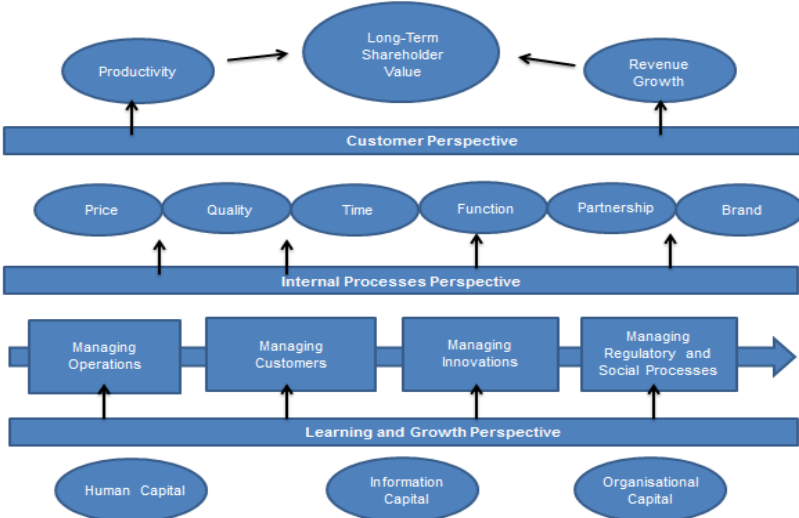 Long-Term
Shareholder
Value
Productivity
Revenue
Growth
Customer Perspective
Price
Quality
Time
Function
Partnership
Brand
Internal Processes Perspective
Managing
Operations
Managing
Customers
Managing
Innovations
Managing
Regulatory and
Social Processes
Learning and Growth Perspective
Human Capital
Information
Capital
Organisational
Capital